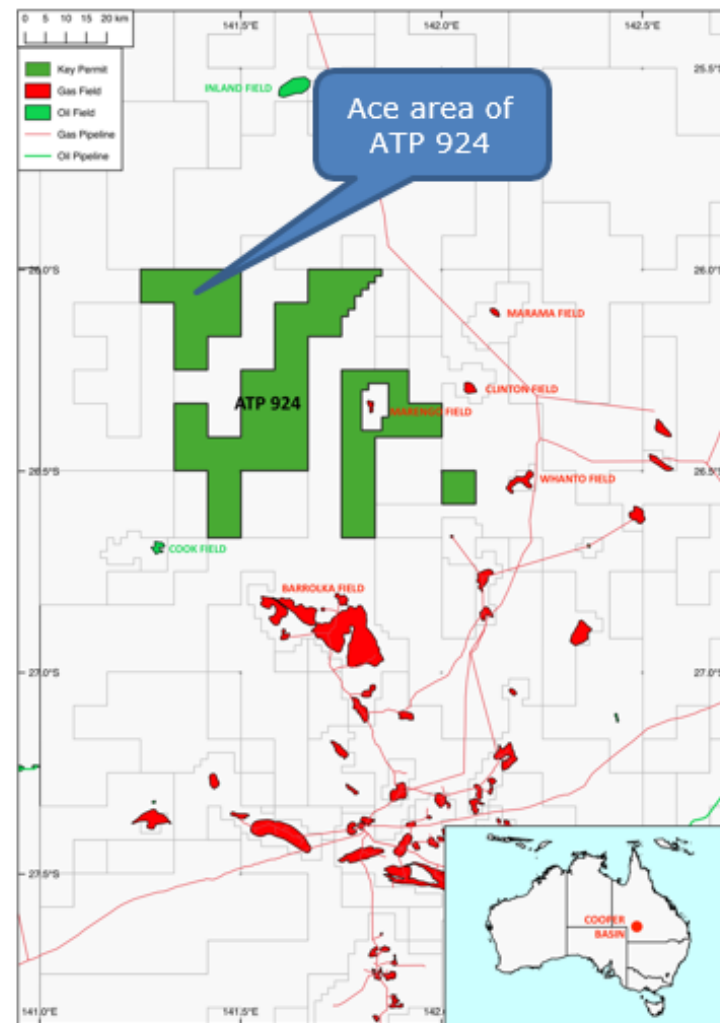 0 5 10 15 20 km
Key Permit
Gas Field
Oil Field
Gas Pipeline
Oil Pipeline
141.5°E
142.0°E
142.5°E
25.5°S
INLAND FIELD
Ace area of
ATP 924
26.0°S
26.0°S
MARAMA FIELD
CLINTON FIELD
ATP 924
MARENGO FIELD
26.5°S
26.5°S
WHANTO FIELD
COOK FIELD
BARROLKA FIELD
27.0°S
27.0°S
27.5°S
COOPER
BASIN
141.0°E
141.5°E